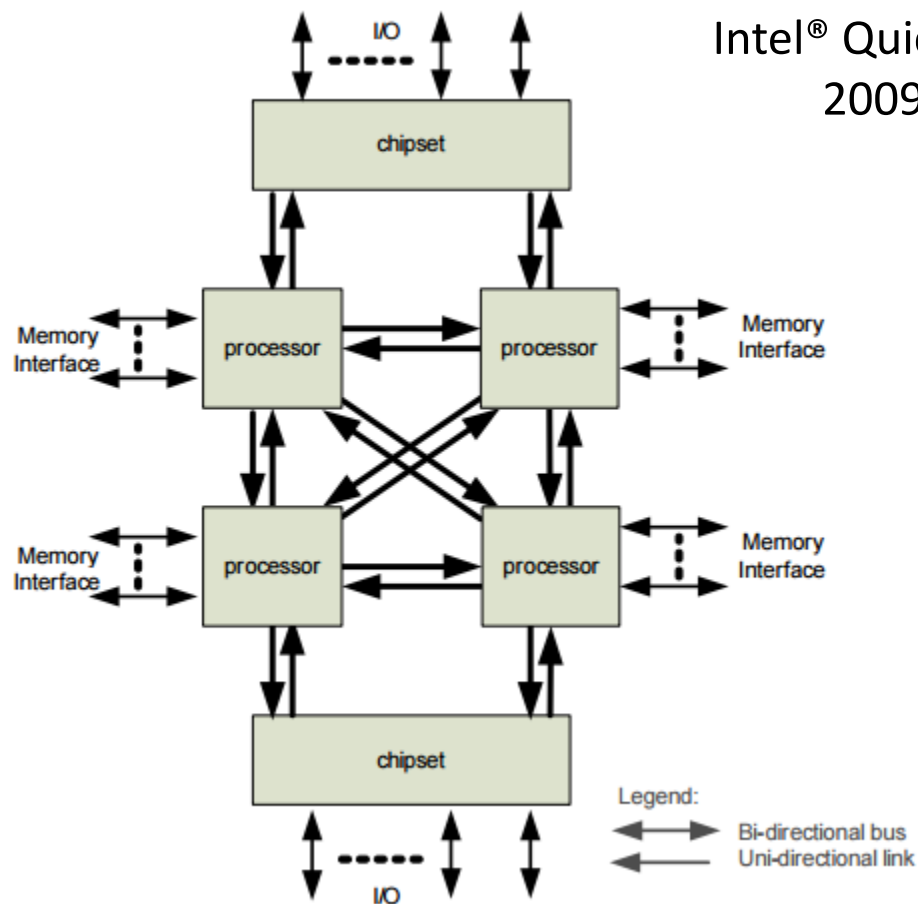 I/O
Intel® Quic
2009
chipset
Memory
Interface
processor
processor
Memory
Interface
Memory
Interface
processor
processor
Memory
Interface
chipset
Legend:
Bi-directional bus
Uni-directional link
I/O